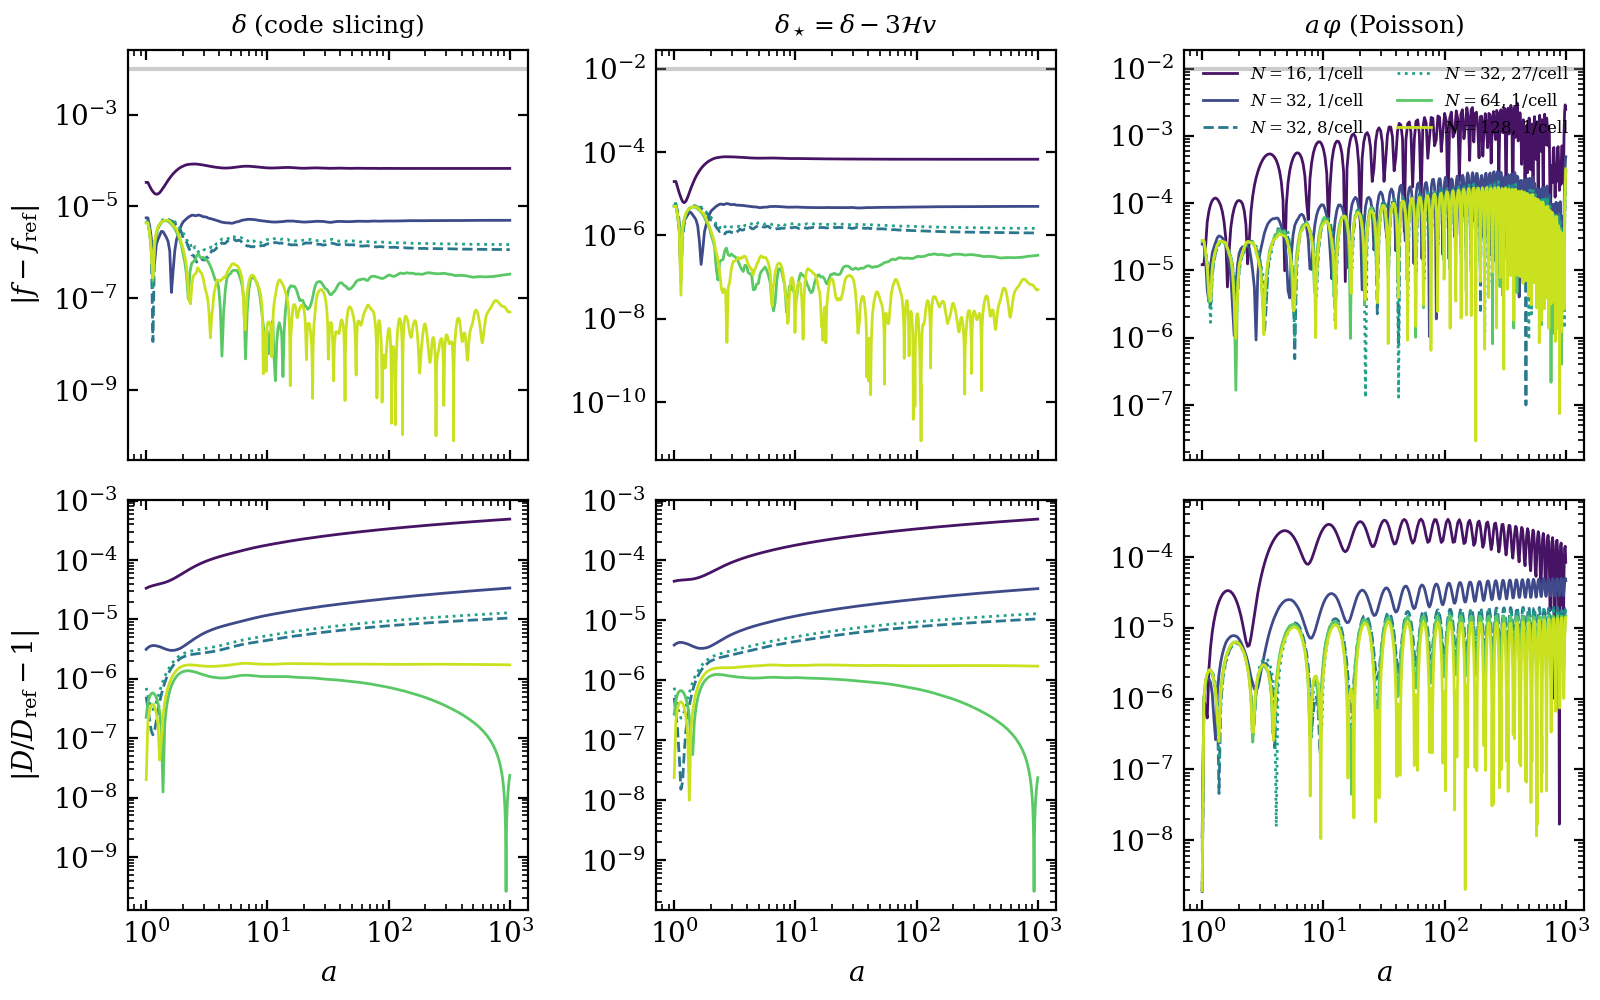 δ (code slicing)
δ⋆ = δ − 3ℋv
a φ (Poisson)
|f − f_ref|
10⁻³
10⁻⁵
10⁻⁷
10⁻⁹
10⁻²
10⁻⁴
10⁻⁶
10⁻⁸
10⁻¹⁰
10⁻²
10⁻³
10⁻⁴
10⁻⁵
10⁻⁶
10⁻⁷
N = 16, 1/cell
N = 32, 1/cell
N = 32, 8/cell
N = 32, 27/cell
N = 64, 1/cell
N = 128, 1/cell
|D/D_ref − 1|
10⁻³
10⁻⁴
10⁻⁵
10⁻⁶
10⁻⁷
10⁻⁸
10⁻⁹
10⁻³
10⁻⁴
10⁻⁵
10⁻⁶
10⁻⁷
10⁻⁸
10⁻⁹
10⁻⁴
10⁻⁵
10⁻⁶
10⁻⁷
10⁻⁸
10⁰ 10¹ 10² 10³
10⁰ 10¹ 10² 10³
10⁰ 10¹ 10² 10³
a
a
a